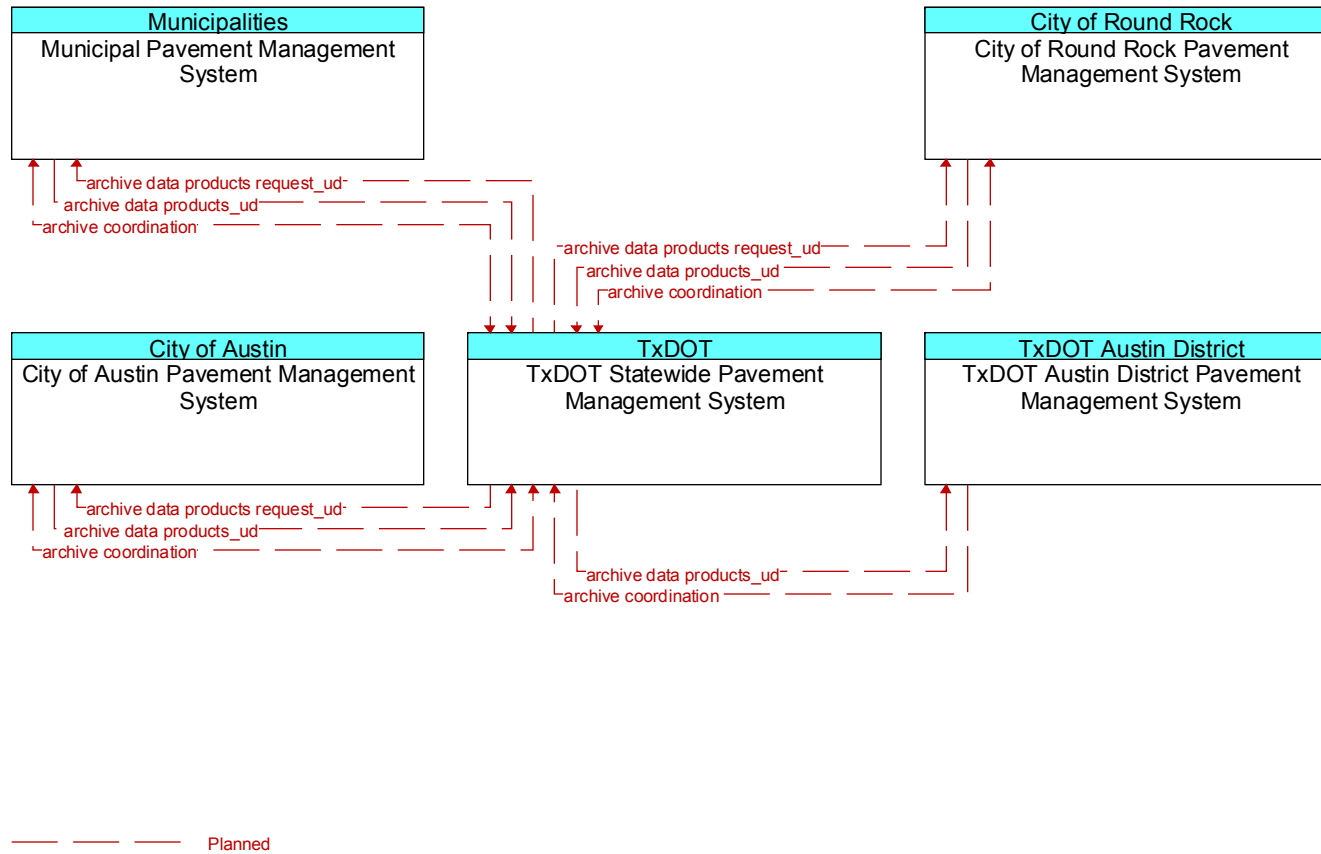 Municipalities
Municipal Pavement Management
System
City of Round Rock
City of Round Rock Pavement
Management System
archive data products request_ud
archive data products_ud
archive coordination
archive data products request_ud
archive data products_ud
archive coordination
City of Austin
City of Austin Pavement Management
System
TxDOT
TxDOT Statewide Pavement
Management System
TxDOT Austin District
TxDOT Austin District Pavement
Management System
archive data products request_ud
archive data products_ud
archive coordination
archive data products_ud
archive coordination
Planned